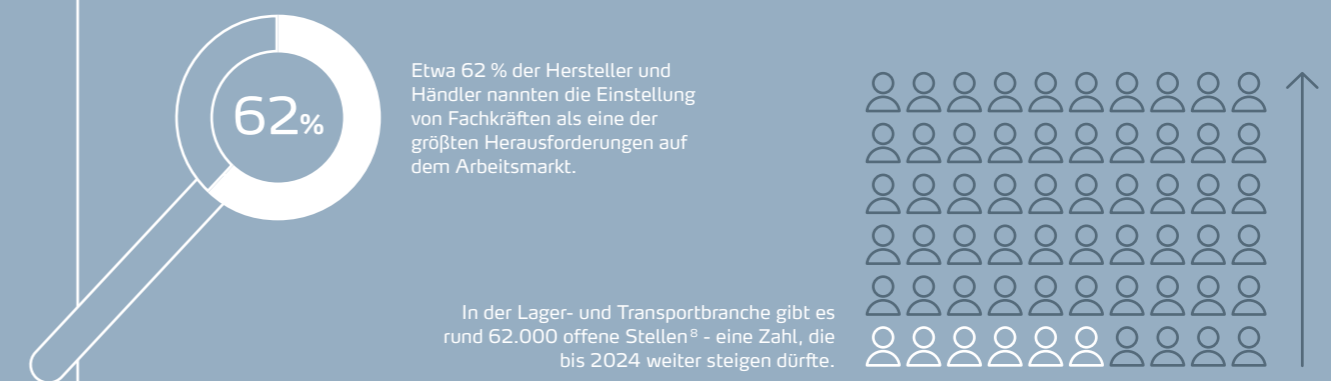 62%
Etwa 62 % der Hersteller und
Händler nannten die Einstellung
von Fachkräften als eine der
größten Herausforderungen auf
dem Arbeitsmarkt.
In der Lager- und Transportbranche gibt es
rund 62.000 offene Stellen⁸ - eine Zahl, die
bis 2024 weiter steigen dürfte.